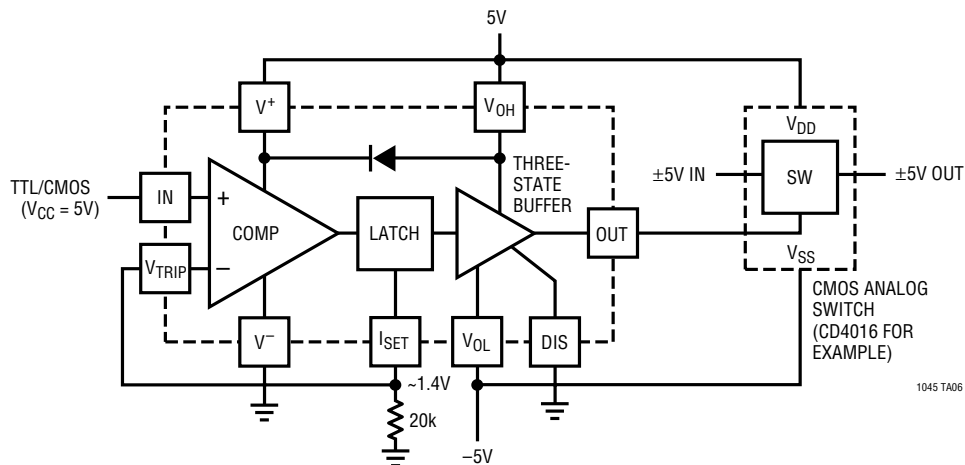 5V
V+
VOH
VDD
THREE-
STATE
BUFFER
±5V IN
SW
±5V OUT
TTL/CMOS
(VCC = 5V)
IN
+
COMP
LATCH
OUT
VTRIP
–
VSS
CMOS ANALOG
SWITCH
(CD4016 FOR
EXAMPLE)
V–
ISET
VOL
DIS
~1.4V
20k
–5V
1045 TA06